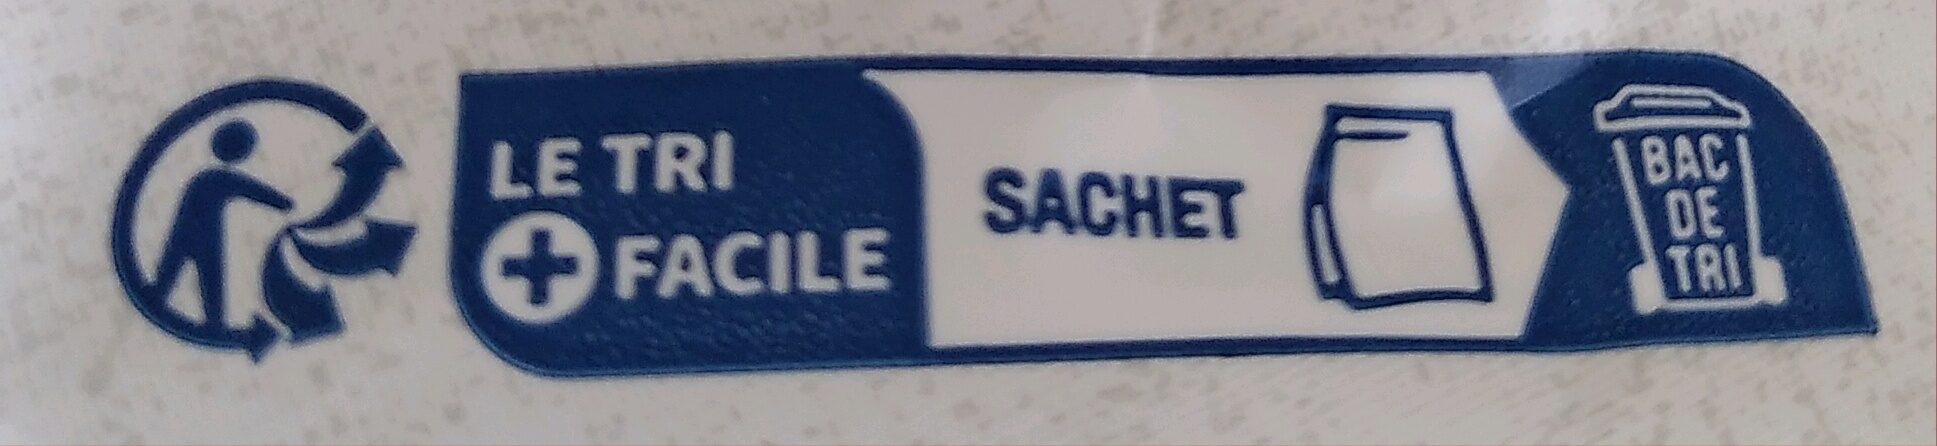 LE TRI
+ FACILE
SACHET
BAC
DE
TRI